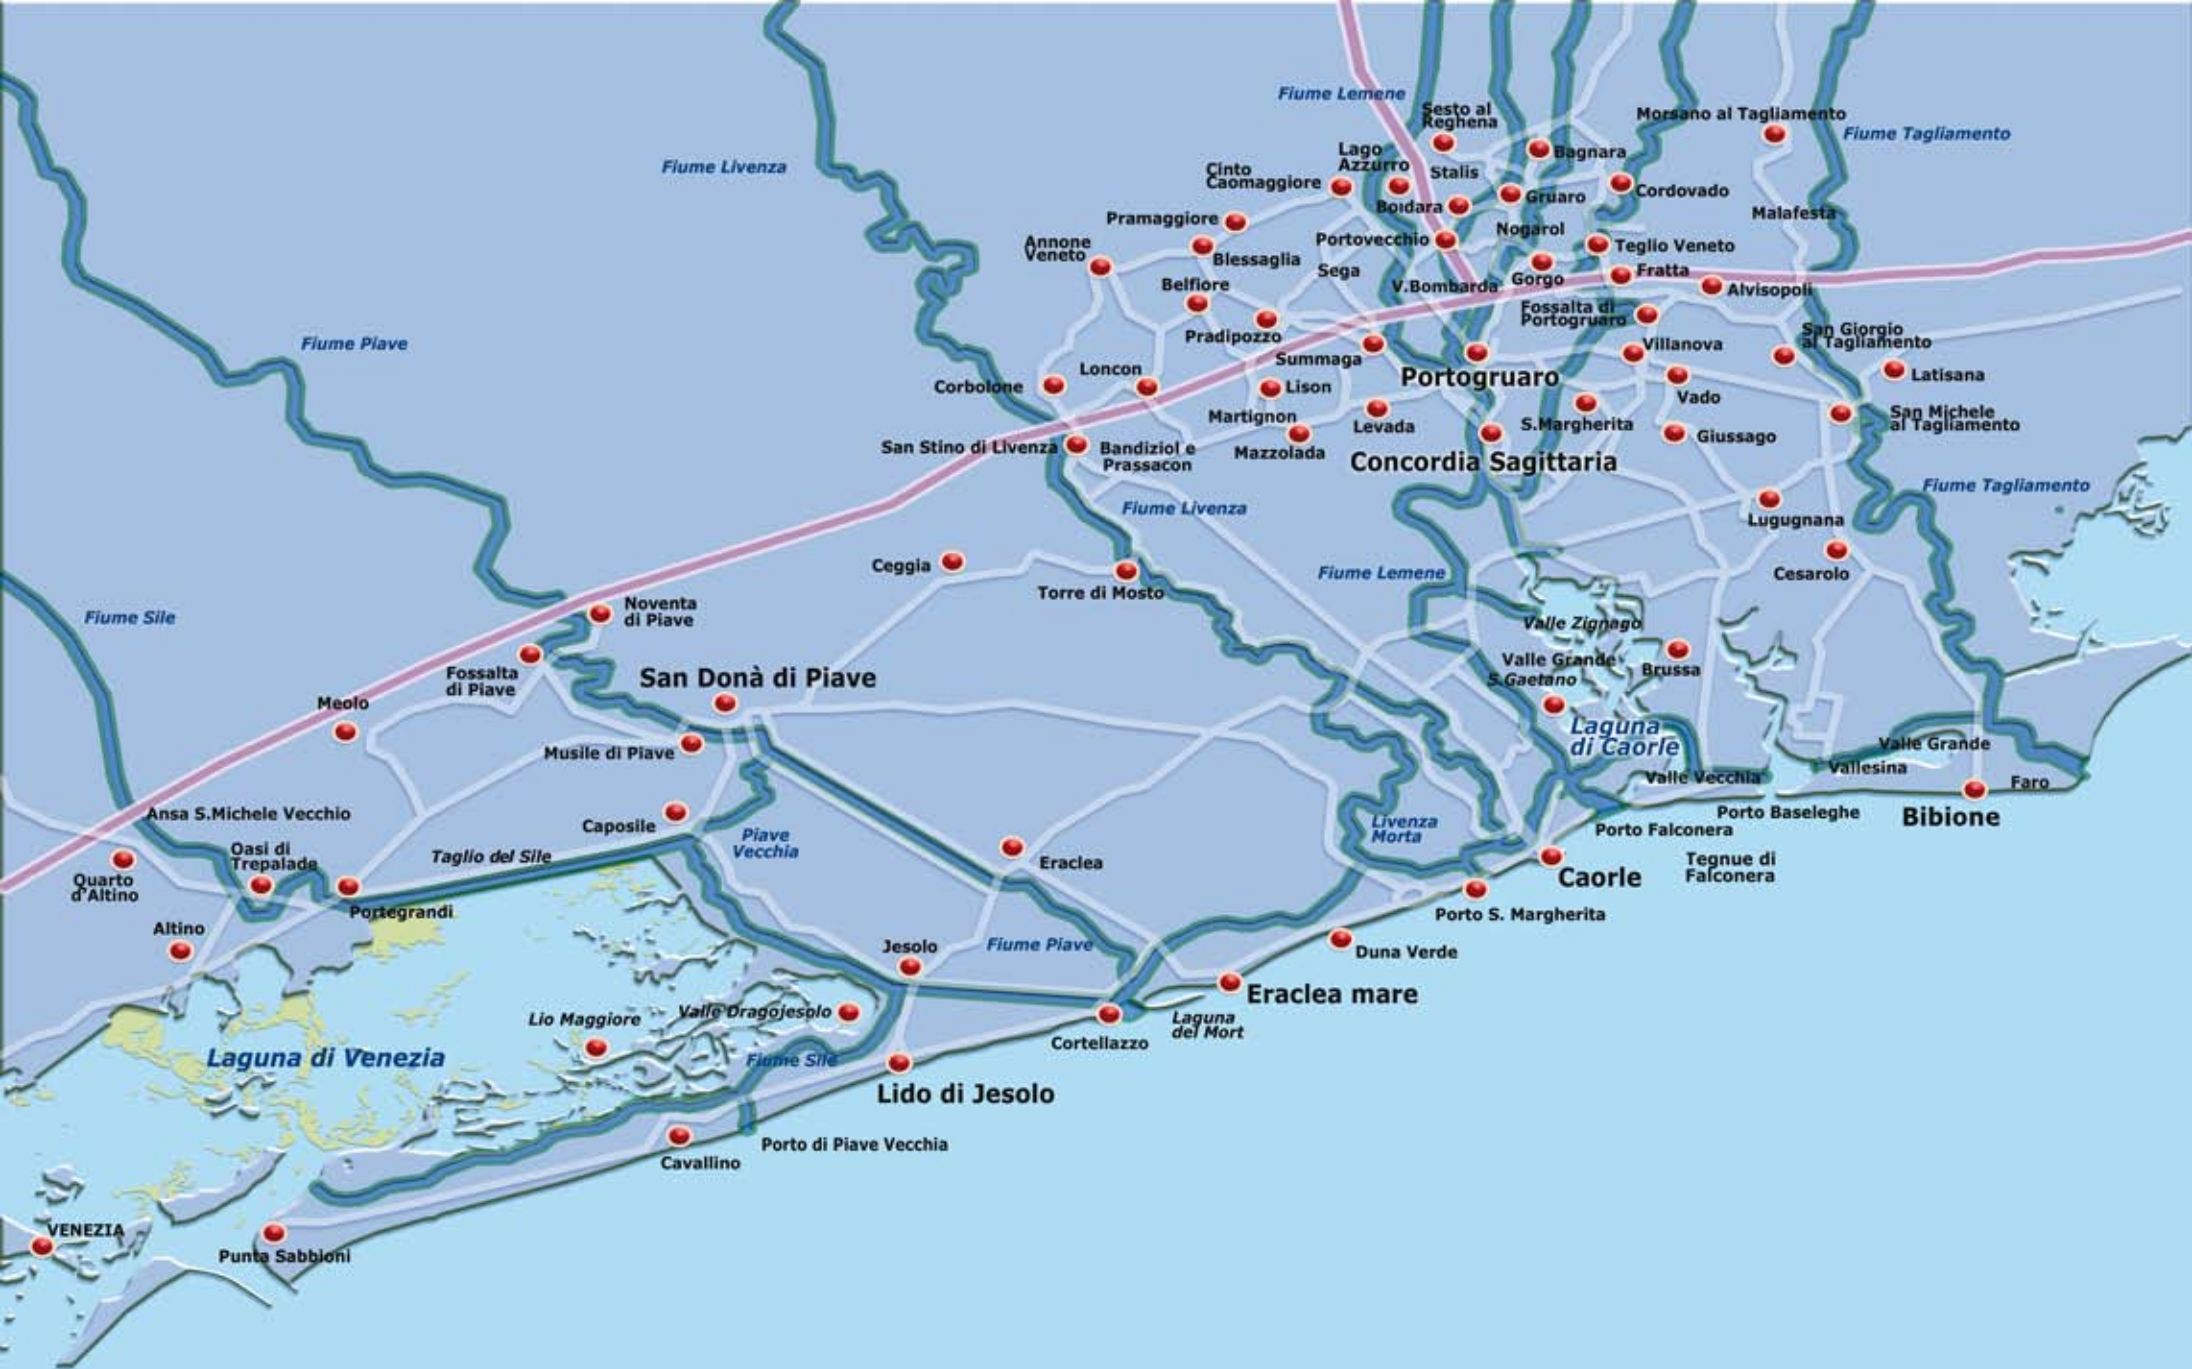 Fiume Lemene
Sesto al
Reghena
Morsano al Tagliamento
Fiume Tagliamento
Lago
Azzurro
Bagnara
Fiume Livenza
Cinto
Caomaggiore
Stalis
Cordovado
Boldara
Gruaro
Malafesta
Pramaggiore
Portovecchio
Nogarol
Teglio Veneto
Annone
Veneto
Blessaglia
Sega
Gorgo
Fratta
Belfiore
V.Bombarda
Alvisopoli
Fossalta di
Portogruaro
Pradipozzo
San Giorgio
al Tagliamento
Fiume Piave
Summaga
Villanova
Portogruaro
Loncon
Corbolone
Lison
Latisana
Vado
Martignon
Levada
S.Margherita
San Michele
al Tagliamento
Giussago
San Stino di Livenza
Bandiziol e
Prassacon
Mazzolada
Concordia Sagittaria
Fiume Tagliamento
Fiume Livenza
Lugugnana
Ceggia
Fiume Lemene
Cesarolo
Torre di Mosto
Noventa
di Piave
Fiume Sile
Valle Zignago
Valle Grande
S.Gaetano
Brussa
Fossalta
di Piave
San Donà di Piave
Meolo
Laguna
di Caorle
Musile di Piave
Valle Grande
Vallesina
Valle Vecchia
Faro
Ansa S.Michele Vecchio
Porto Baseleghe
Bibione
Caposile
Livenza
Morta
Porto Falconera
Piave
Vecchia
Oasi di
Trepalade
Taglio del Sile
Eraclea
Tegnue di
Falconera
Quarto
d'Altino
Caorle
Portegrandi
Porto S. Margherita
Altino
Jesolo
Fiume Piave
Duna Verde
Eraclea mare
Lio Maggiore
Valle Dragojesolo
Laguna
del Mort
Cortellazzo
Laguna di Venezia
Fiume Sile
Lido di Jesolo
Porto di Piave Vecchia
Cavallino
VENEZIA
Punta Sabbioni